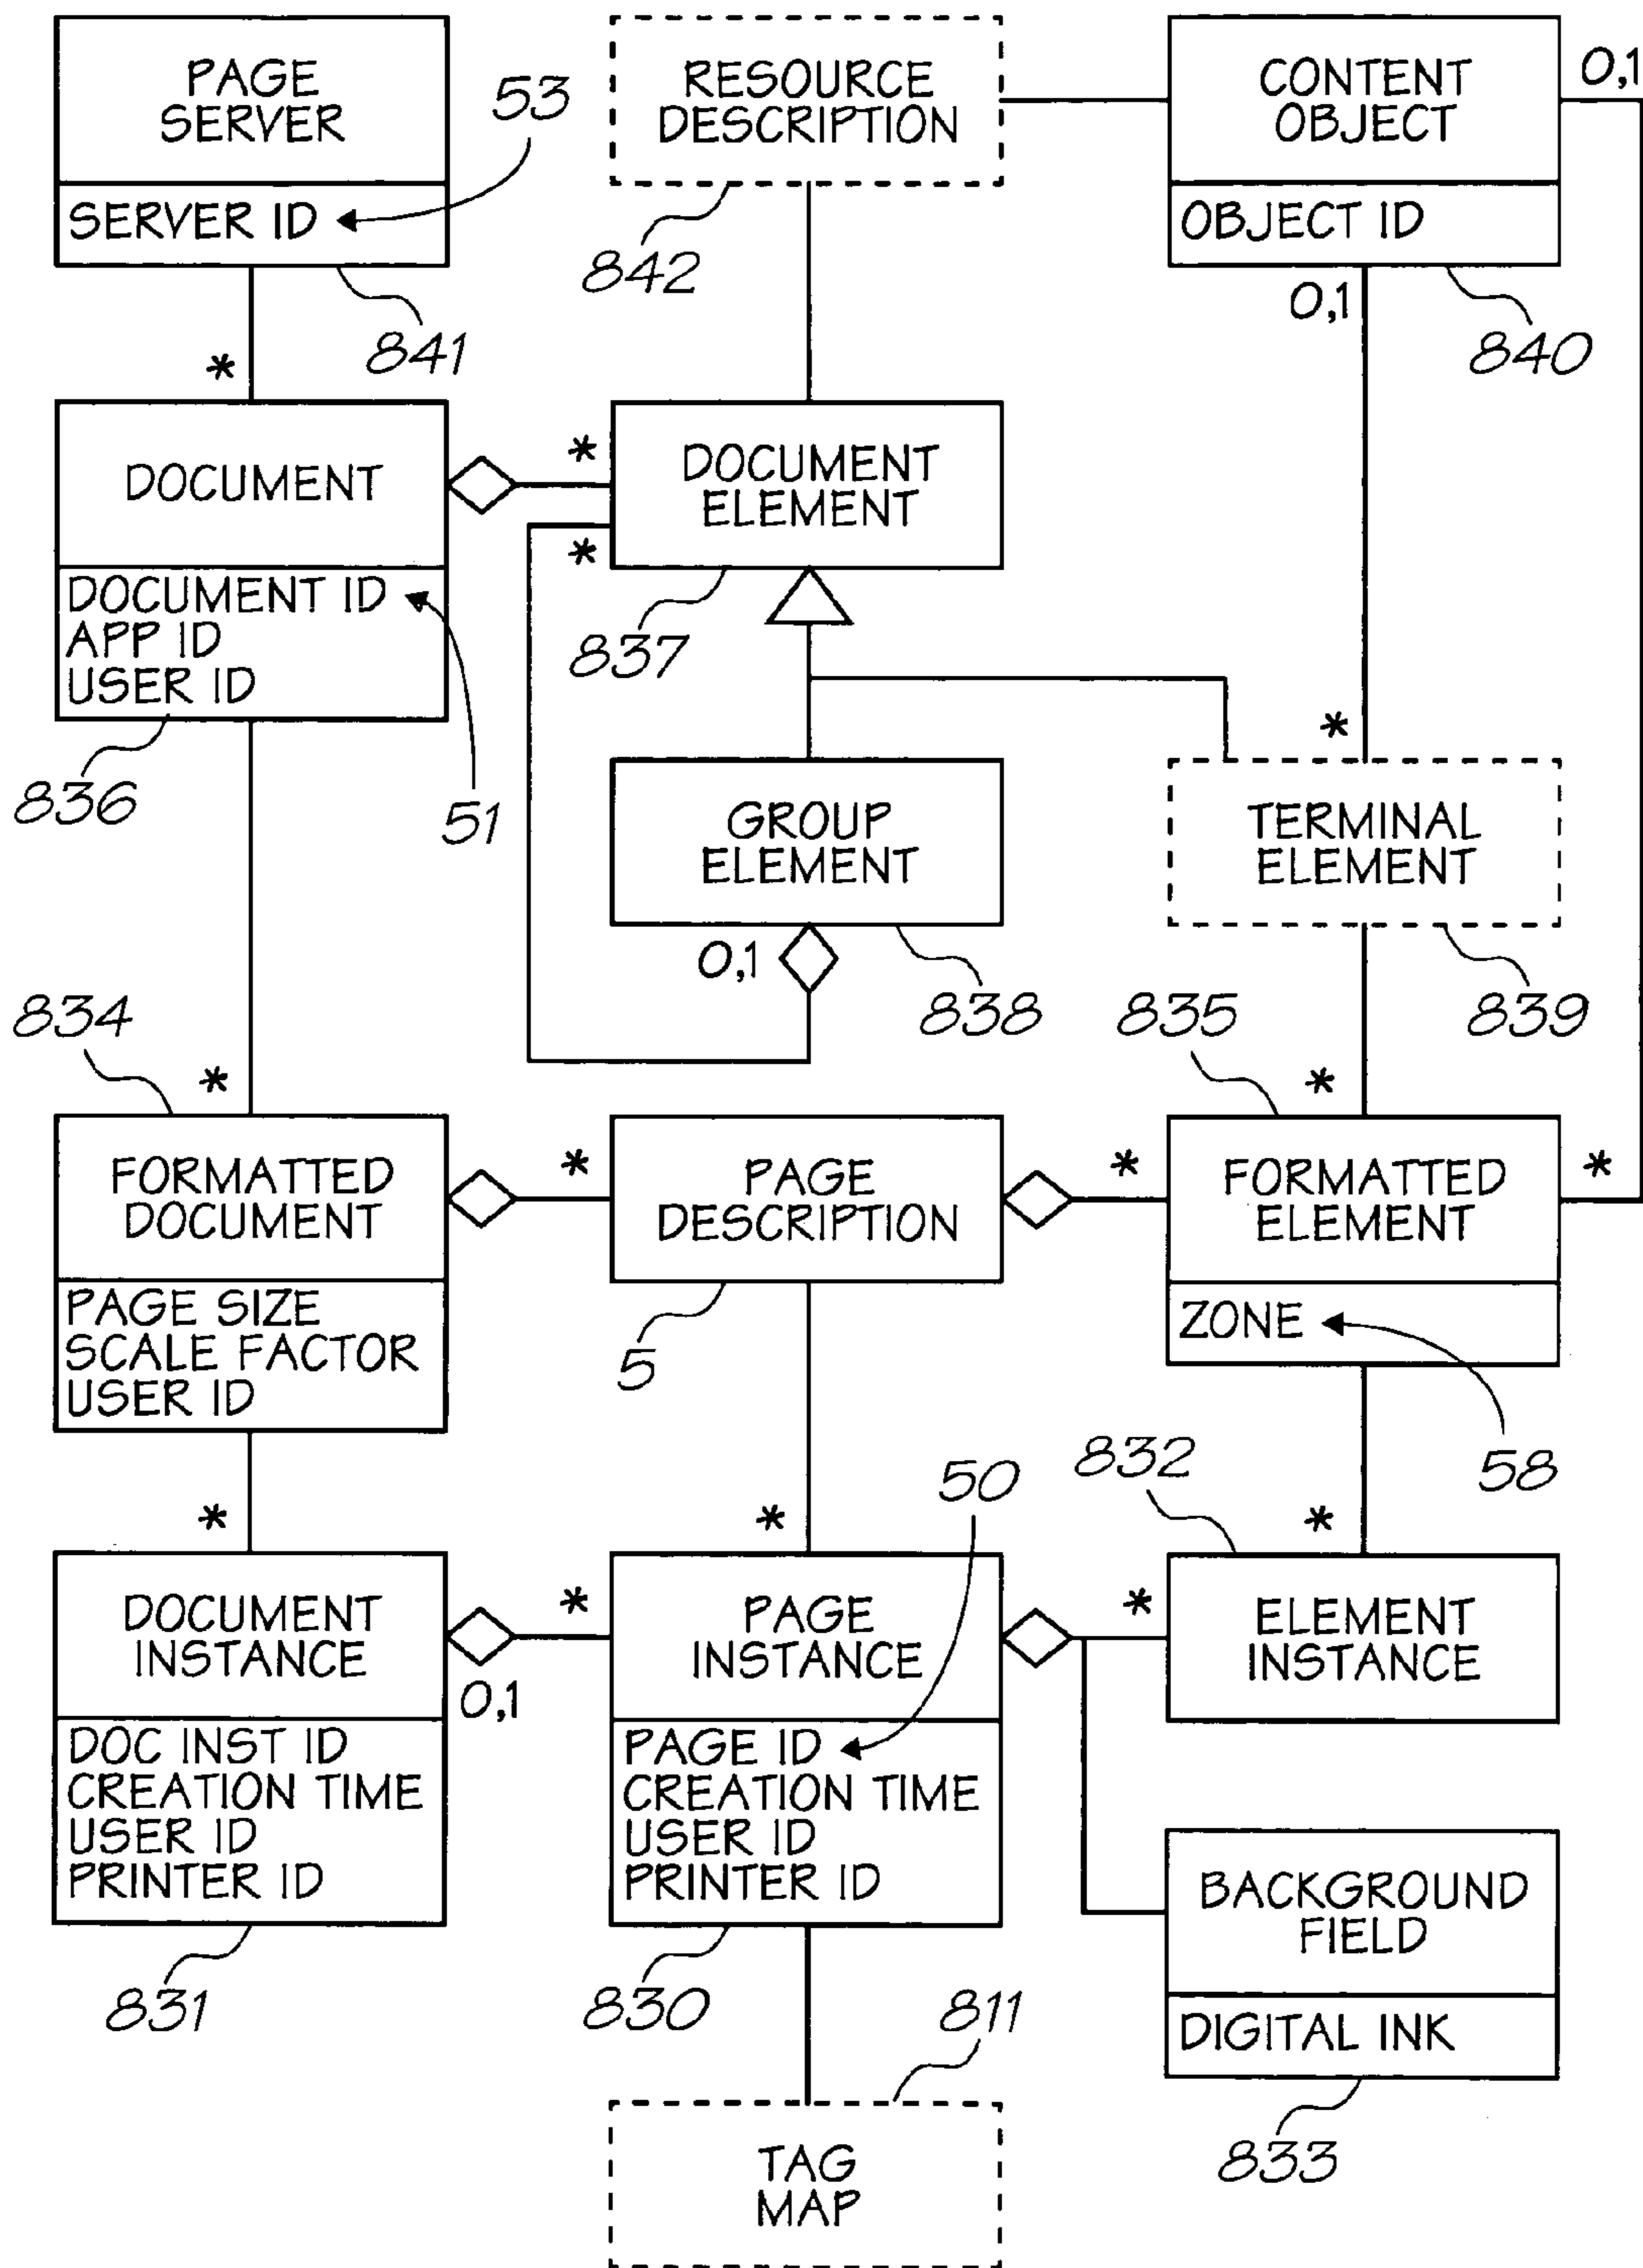 PAGE
SERVER
SERVER ID
53
841
RESOURCE
DESCRIPTION
842
CONTENT
OBJECT
OBJECT ID
0,1
0,1
840
*
DOCUMENT
DOCUMENT ID
APP ID
USER ID
836
51
*
*
DOCUMENT
ELEMENT
837
GROUP
ELEMENT
0,1
838
*
TERMINAL
ELEMENT
839
834
*
FORMATTED
DOCUMENT
PAGE SIZE
SCALE FACTOR
USER ID
*
PAGE
DESCRIPTION
5
835
*
*
*
FORMATTED
ELEMENT
ZONE
58
*
DOCUMENT
INSTANCE
DOC INST ID
CREATION TIME
USER ID
PRINTER ID
831
0,1
*
*
50
PAGE
INSTANCE
PAGE ID
CREATION TIME
USER ID
PRINTER ID
830
832
*
*
ELEMENT
INSTANCE
BACKGROUND
FIELD
DIGITAL INK
833
811
TAG
MAP